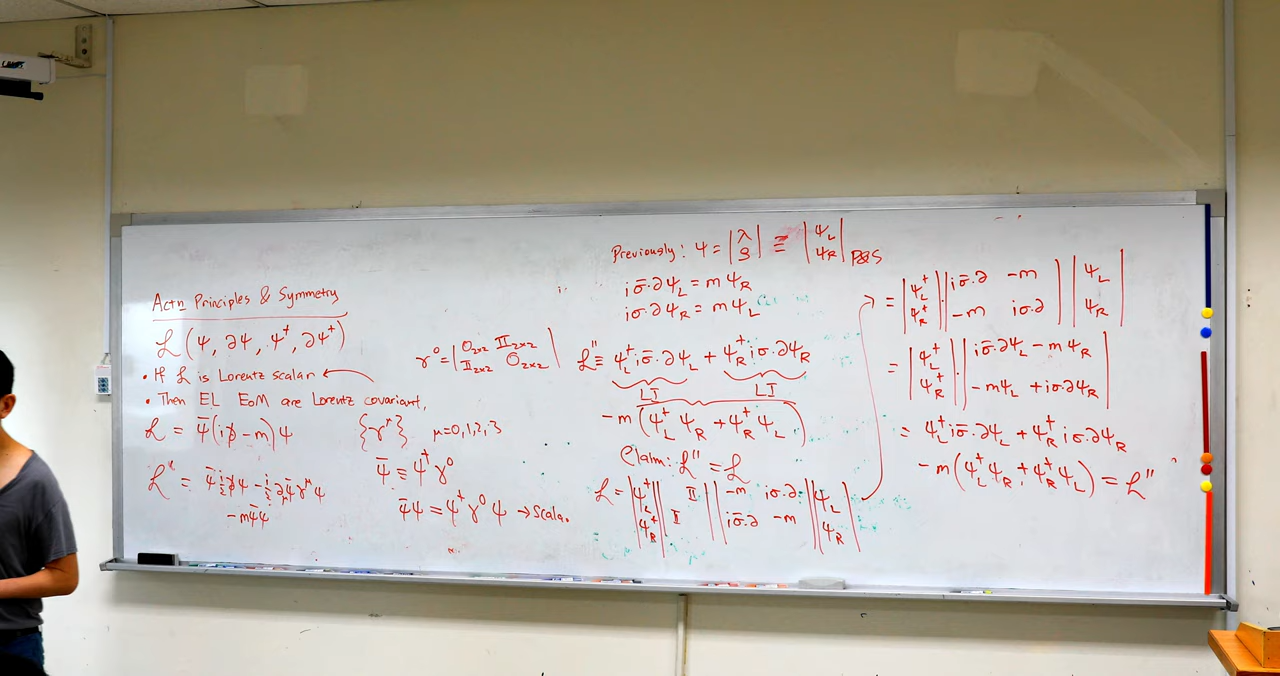 Actn Principles & Symmetry
ℒ(ψ, ∂ψ, ψ†, ∂ψ†)
• If ℒ is Lorentz scalar ←
• Then EL EoM are Lorentz covariant,
ℒ = ψ̄(i∂̸ - m)ψ {γ^μ} μ=0,1,2,3
ℒ' = ψ̄ i/2 ∂̸ψ - i/2 ∂_μ ψ̄ γ^μ ψ
- mψ̄ψ
γ⁰ = | O₂ₓ₂ 𝕀₂ₓ₂ |
| 𝕀₂ₓ₂ O₂ₓ₂ |
ψ̄ ≡ ψ†γ⁰
ψ̄ψ = ψ†γ⁰ψ → Scala.
Previously: ψ = | λ | ≡ | ψ_L |
| ρ | | ψ_R | P&S
iσ̄.∂ψ_L = mψ_R
iσ.∂ψ_R = mψ_L
ℒ'' ≡ ψ_L† iσ̄.∂ψ_L + ψ_R† iσ.∂ψ_R
LI LI
- m(ψ_L†ψ_R + ψ_R†ψ_L)
Claim: ℒ'' = ℒ
ℒ = | ψ_L† | | 𝕀 | | -m iσ.∂ | | ψ_L |
| ψ_R† | | 𝕀 | | iσ̄.∂ -m | | ψ_R |
→ = | ψ_L† | . | iσ̄.∂ -m | | ψ_L |
| ψ_R† | | -m iσ.∂ | | ψ_R |
= | ψ_L† | . | iσ̄.∂ψ_L - mψ_R |
| ψ_R† | | -mψ_L + iσ.∂ψ_R |
= ψ_L† iσ̄.∂ψ_L + ψ_R† iσ.∂ψ_R
- m(ψ_L†ψ_R + ψ_R†ψ_L) = ℒ''